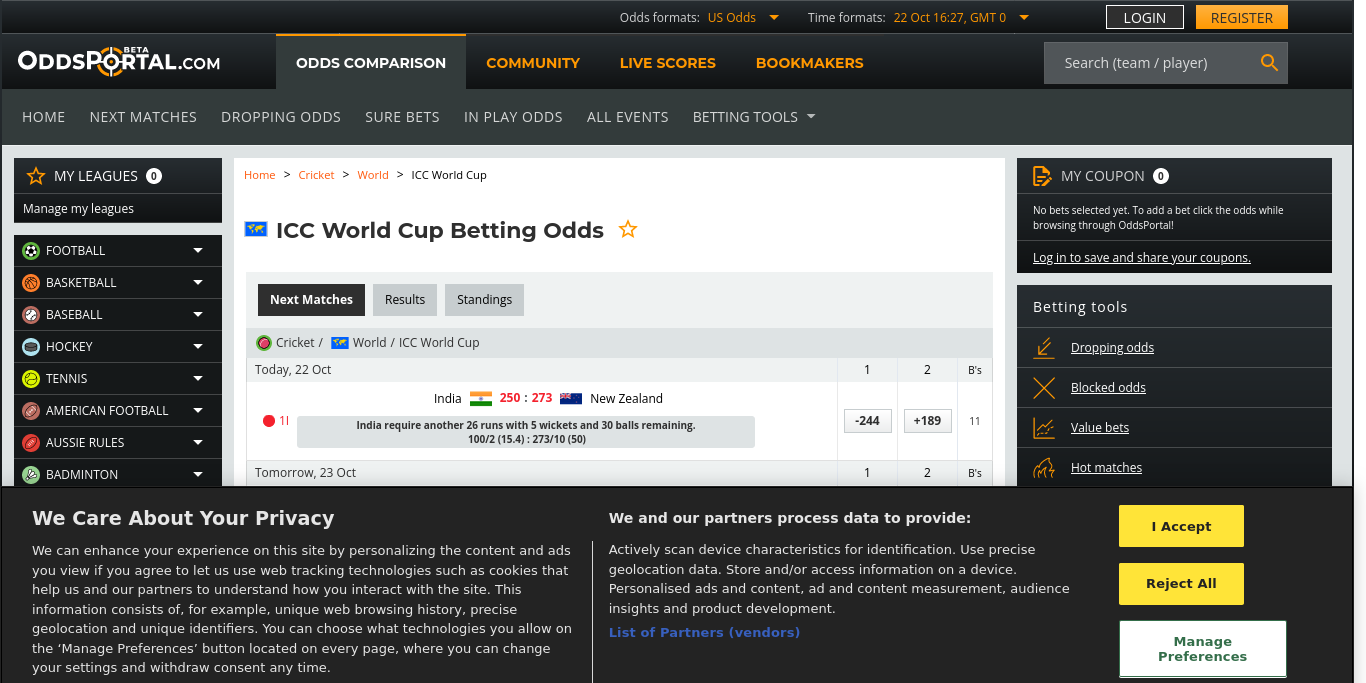 Odds formats: US Odds Time formats: 22 Oct 16:27, GMT 0 LOGIN REGISTER
ODDSPORTAL.COM BETA
ODDS COMPARISON COMMUNITY LIVE SCORES BOOKMAKERS Search (team / player)
HOME NEXT MATCHES DROPPING ODDS SURE BETS IN PLAY ODDS ALL EVENTS BETTING TOOLS
MY LEAGUES 0
Manage my leagues
FOOTBALL
BASKETBALL
BASEBALL
HOCKEY
TENNIS
AMERICAN FOOTBALL
AUSSIE RULES
BADMINTON
Home > Cricket > World > ICC World Cup
ICC World Cup Betting Odds
Next Matches Results Standings
Cricket / World / ICC World Cup
Today, 22 Oct 1 2 B's
India 250 : 273 New Zealand
1I
India require another 26 runs with 5 wickets and 30 balls remaining.
100/2 (15.4) : 273/10 (50)
-244 +189 11
Tomorrow, 23 Oct 1 2 B's
MY COUPON 0
No bets selected yet. To add a bet click the odds while
browsing through OddsPortal!
Log in to save and share your coupons.
Betting tools
Dropping odds
Blocked odds
Value bets
Hot matches
We Care About Your Privacy
We can enhance your experience on this site by personalizing the content and ads
you view if you agree to let us use web tracking technologies such as cookies that
help us and our partners to understand how you interact with the site. This
information consists of, for example, unique web browsing history, precise
geolocation and unique identifiers. You can choose what technologies you allow on
the ‘Manage Preferences’ button located on every page, where you can change
your settings and withdraw consent any time.
We and our partners process data to provide:
Actively scan device characteristics for identification. Use precise
geolocation data. Store and/or access information on a device.
Personalised ads and content, ad and content measurement, audience
insights and product development.
List of Partners (vendors)
I Accept
Reject All
Manage
Preferences